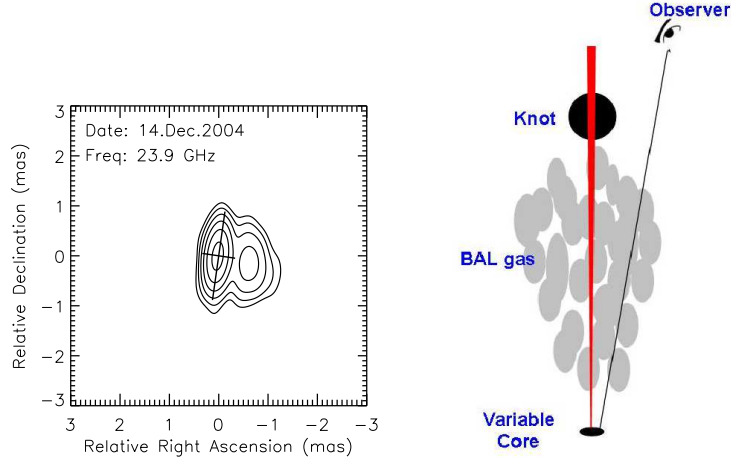 Date: 14.Dec.2004
Freq: 23.9 GHz
Relative Declination (mas)
3
2
1
0
−1
−2
−3
3 2 1 0 −1 −2 −3
Relative Right Ascension (mas)
Observer
Knot
BAL gas
Variable
Core